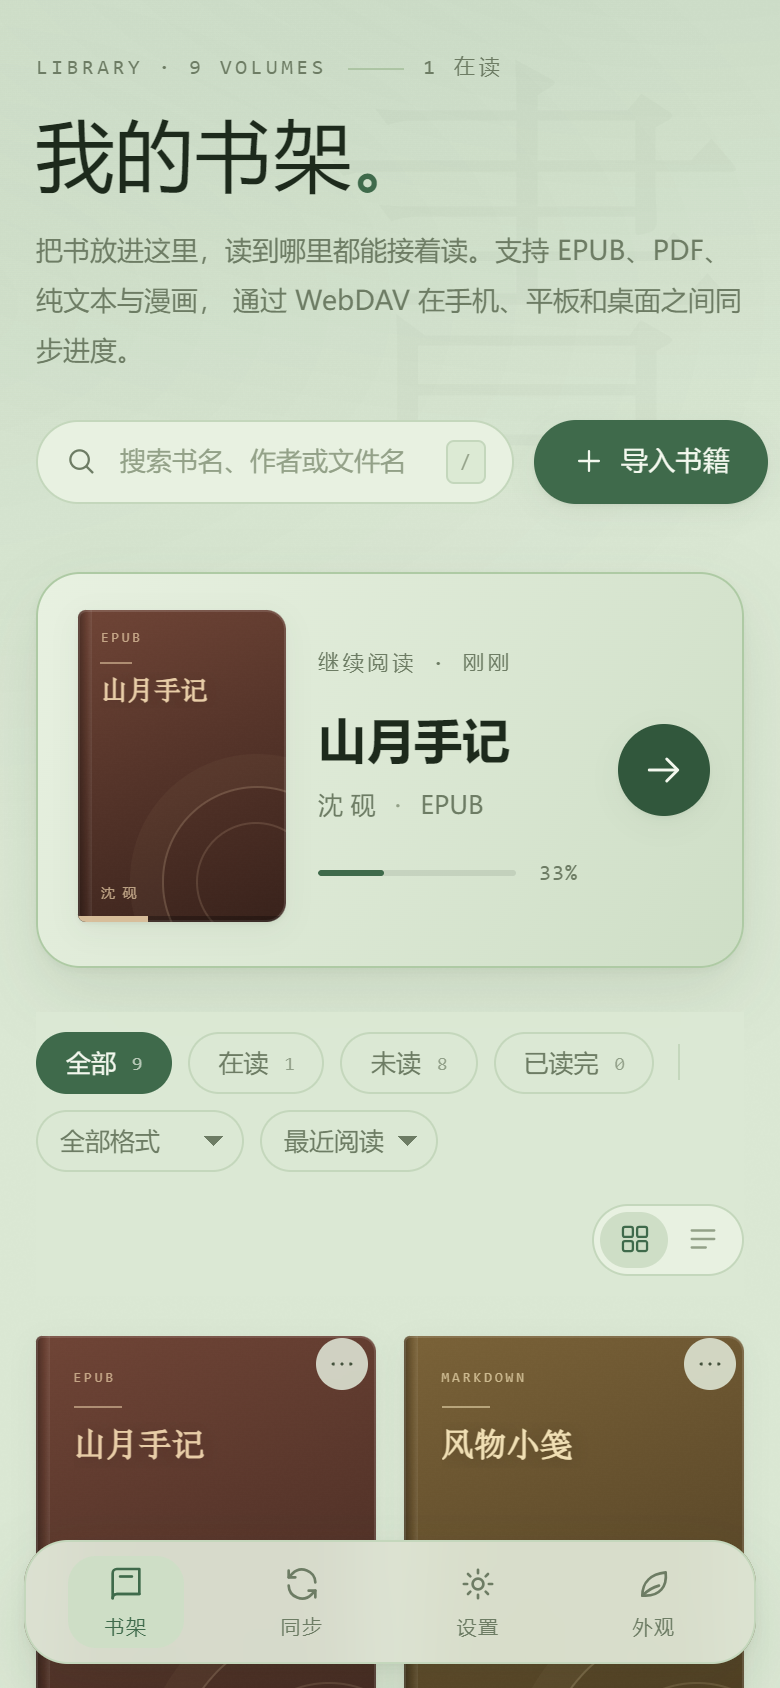 LIBRARY · 9 VOLUMES —— 1 在读
書
我的书架。
把书放进这里，读到哪里都能接着读。支持 EPUB、PDF、
纯文本与漫画， 通过 WebDAV 在手机、平板和桌面之间同
步进度。
搜索书名、作者或文件名 /
+ 导入书籍
EPUB
山月手记
沈 砚
继续阅读 · 刚刚
山月手记
沈 砚 · EPUB
33%
全部 9 在读 1 未读 8 已读完 0
全部格式 最近阅读
EPUB
山月手记
MARKDOWN
风物小笺
书架 同步 设置 外观